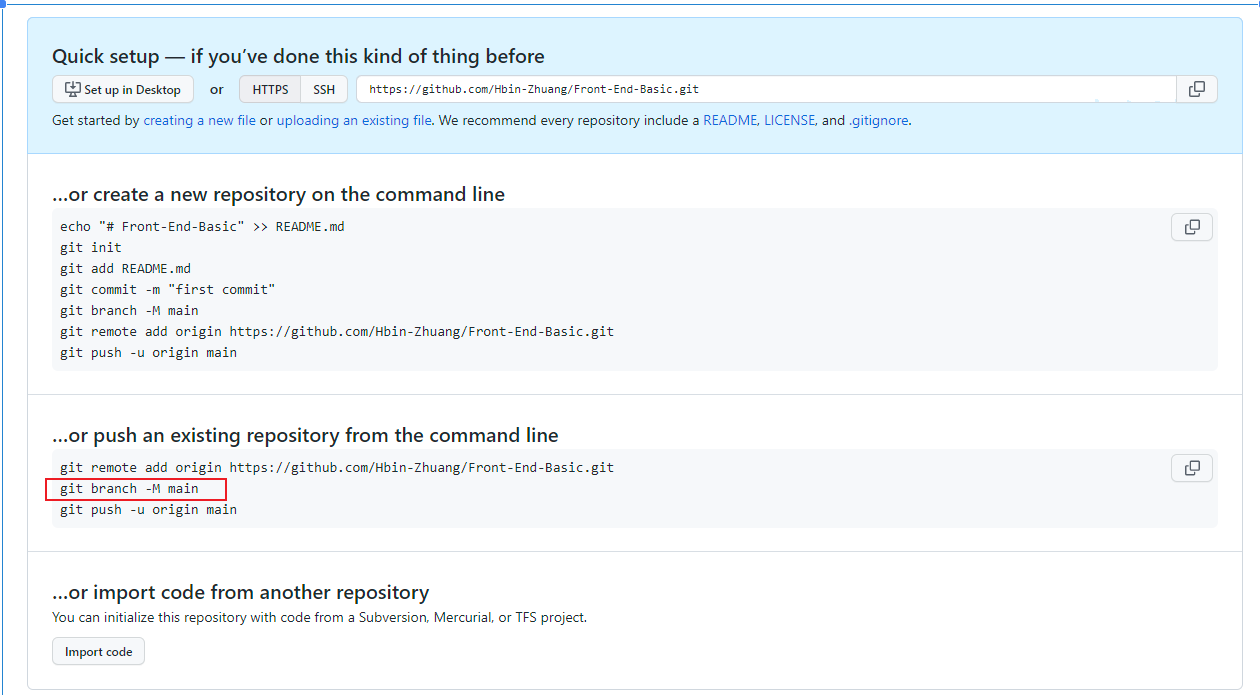 Quick setup — if you’ve done this kind of thing before
Set up in Desktop or HTTPS SSH https://github.com/Hbin-Zhuang/Front-End-Basic.git
Get started by creating a new file or uploading an existing file. We recommend every repository include a README, LICENSE, and .gitignore.
…or create a new repository on the command line
echo "# Front-End-Basic" >> README.md
git init
git add README.md
git commit -m "first commit"
git branch -M main
git remote add origin https://github.com/Hbin-Zhuang/Front-End-Basic.git
git push -u origin main
…or push an existing repository from the command line
git remote add origin https://github.com/Hbin-Zhuang/Front-End-Basic.git
git branch -M main
git push -u origin main
…or import code from another repository
You can initialize this repository with code from a Subversion, Mercurial, or TFS project.
Import code